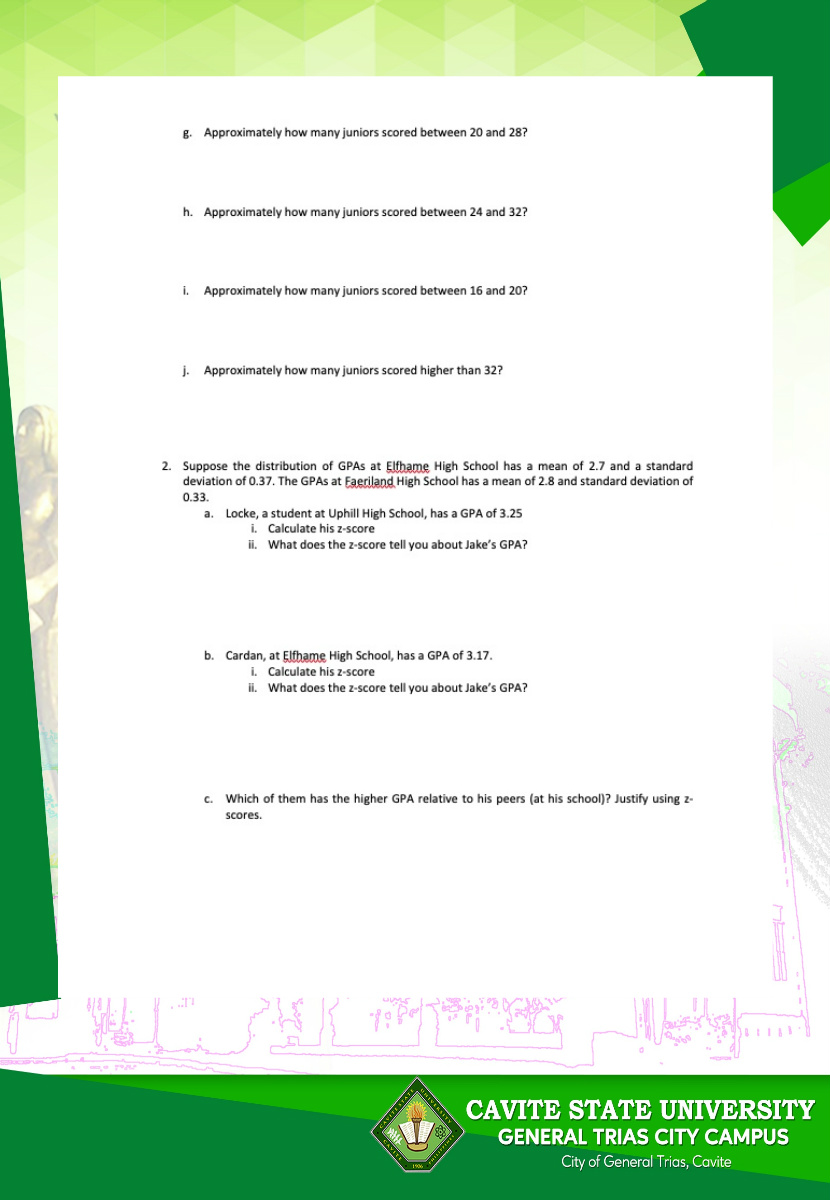 g. Approximately how many juniors scored between 20 and 28?
h. Approximately how many juniors scored between 24 and 32?
i. Approximately how many juniors scored between 16 and 20?
j. Approximately how many juniors scored higher than 32?
2. Suppose the distribution of GPAs at Elfhame High School has a mean of 2.7 and a standard
deviation of 0.37. The GPAs at Faeriland High School has a mean of 2.8 and standard deviation of
0.33.
a. Locke, a student at Uphill High School, has a GPA of 3.25
i. Calculate his z-score
ii. What does the z-score tell you about Jake's GPA?
b. Cardan, at Elfhame High School, has a GPA of 3.17.
i. Calculate his z-score
ii. What does the z-score tell you about Jake's GPA?
c. Which of them has the higher GPA relative to his peers (at his school)? Justify using z-
scores.
CAVITE STATE UNIVERSITY
GENERAL TRIAS CITY CAMPUS
City of General Trias, Cavite
1906